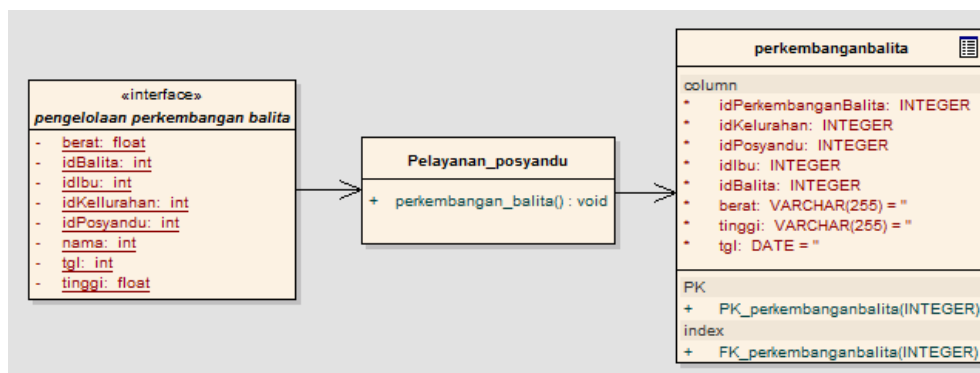 «interface»
pengelolaan perkembangan balita
- berat: float
- idBalita: int
- idIbu: int
- idKellurahan: int
- idPosyandu: int
- nama: int
- tgl: int
- tinggi: float
Pelayanan_posyandu
+ perkembangan_balita() : void
perkembanganbalita
column
* idPerkembanganBalita: INTEGER
* idKelurahan: INTEGER
* idPosyandu: INTEGER
* idIbu: INTEGER
* idBalita: INTEGER
* berat: VARCHAR(255) = ''
* tinggi: VARCHAR(255) = ''
* tgl: DATE = ''
PK
+ PK_perkembanganbalita(INTEGER)
index
+ FK_perkembanganbalita(INTEGER)